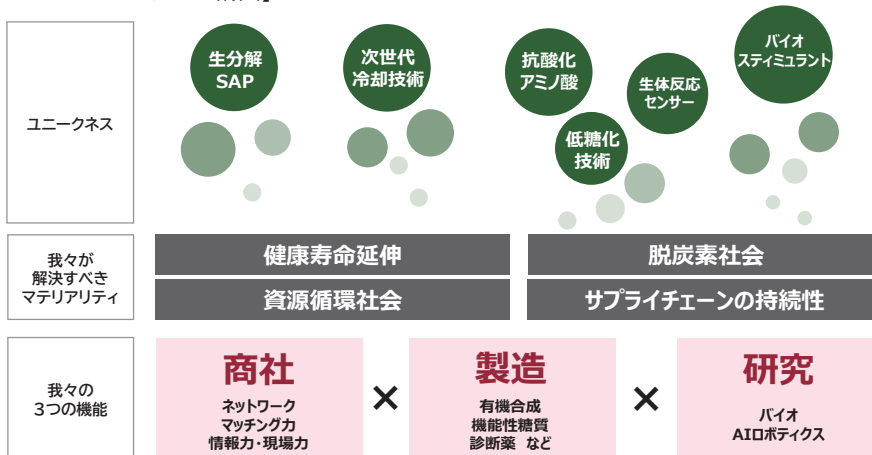 ユニークネス
生分解
SAP
次世代
冷却技術
抗酸化
アミノ酸
生体反応
センサー
バイオ
スティミュラント
低糖化
技術
我々が
解決すべき
マテリアリティ
健康寿命延伸
脱炭素社会
資源循環社会
サプライチェーンの持続性
我々の
3つの機能
商社
ネットワーク
マッチング力
情報力・現場力
×
製造
有機合成
機能性糖質
診断薬 など
×
研究
バイオ
AIロボティクス